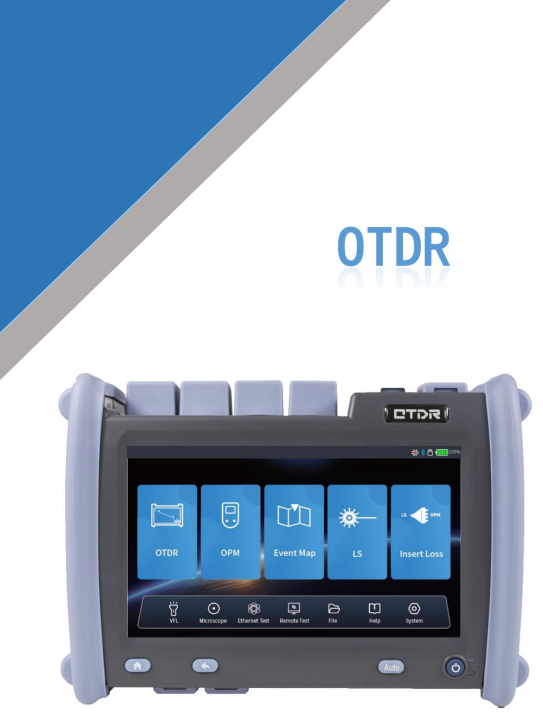 OTDR
OTDR
100%
LS OPM
OTDR OPM Event Map LS Insert Loss
VFL Microscope Ethernet Test Remote Test File Help System
Auto